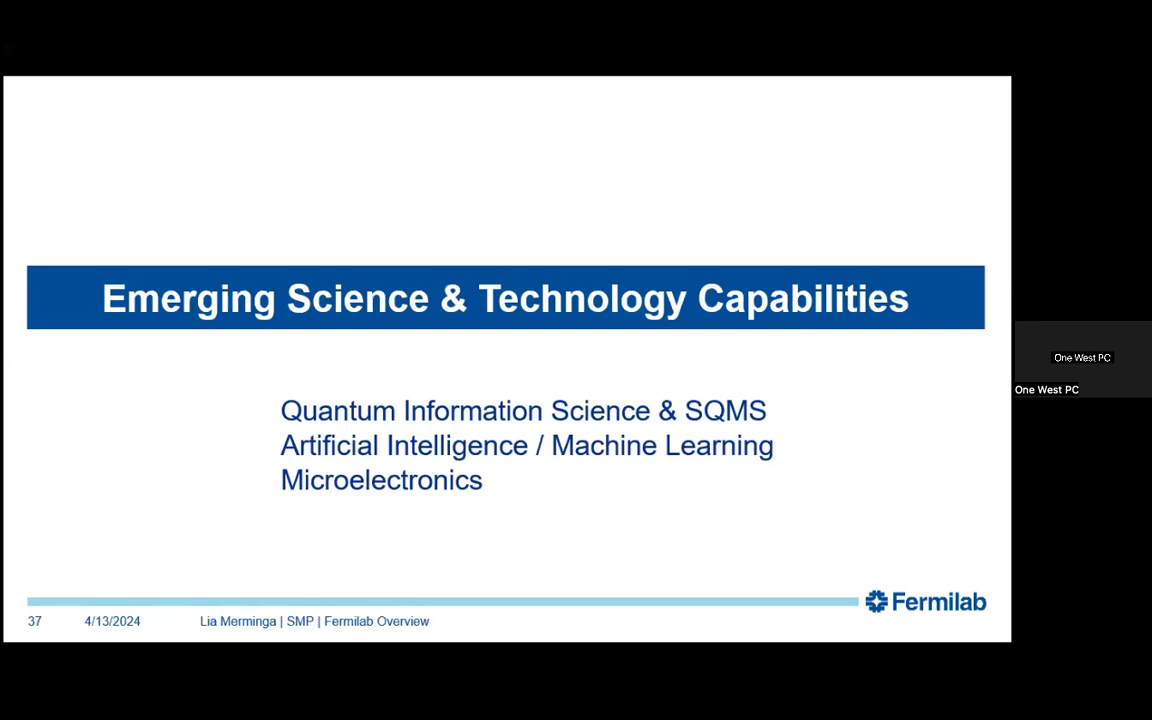 Emerging Science & Technology Capabilities
Quantum Information Science & SQMS
Artificial Intelligence / Machine Learning
Microelectronics
Fermilab
37 4/13/2024 Lia Merminga | SMP | Fermilab Overview
One West PC
One West PC